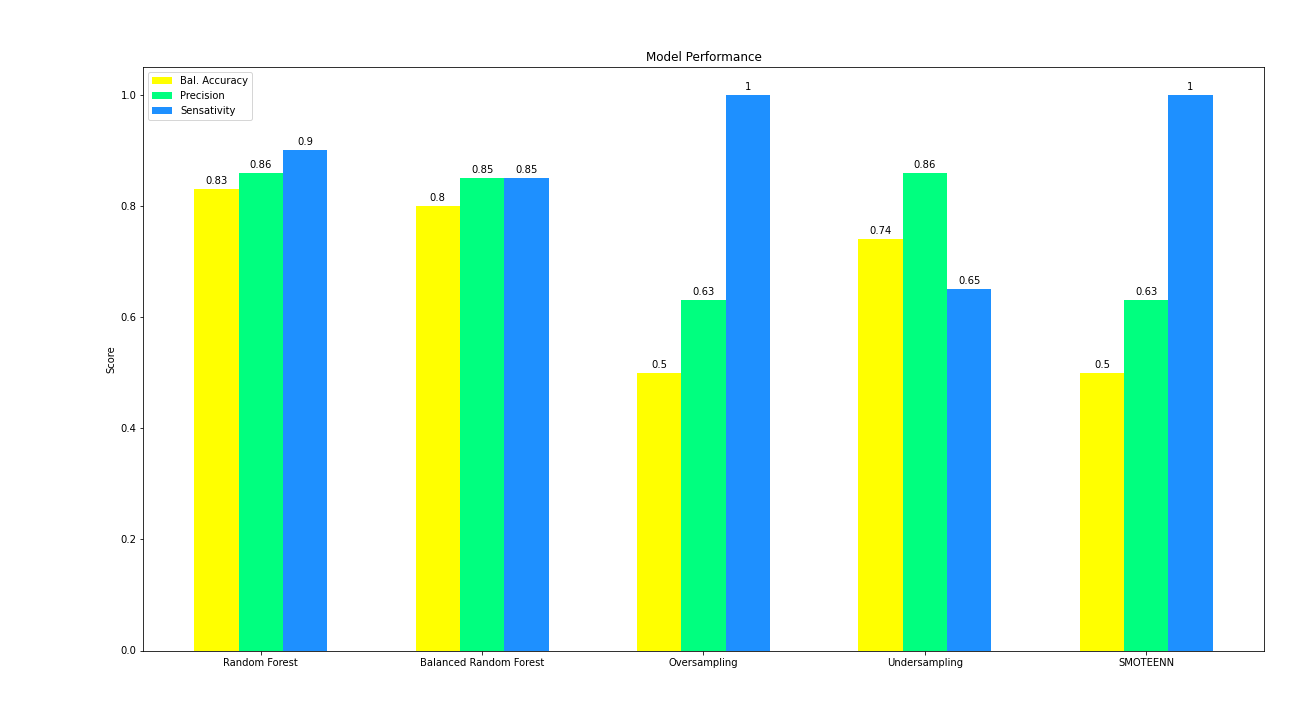 Model Performance
Bal. Accuracy
Precision
Sensativity
Score
1.0
0.8
0.6
0.4
0.2
0.0
0.83
0.86
0.9
0.8
0.85
0.85
0.5
0.63
1
0.74
0.86
0.65
0.5
0.63
1
Random Forest
Balanced Random Forest
Oversampling
Undersampling
SMOTEENN